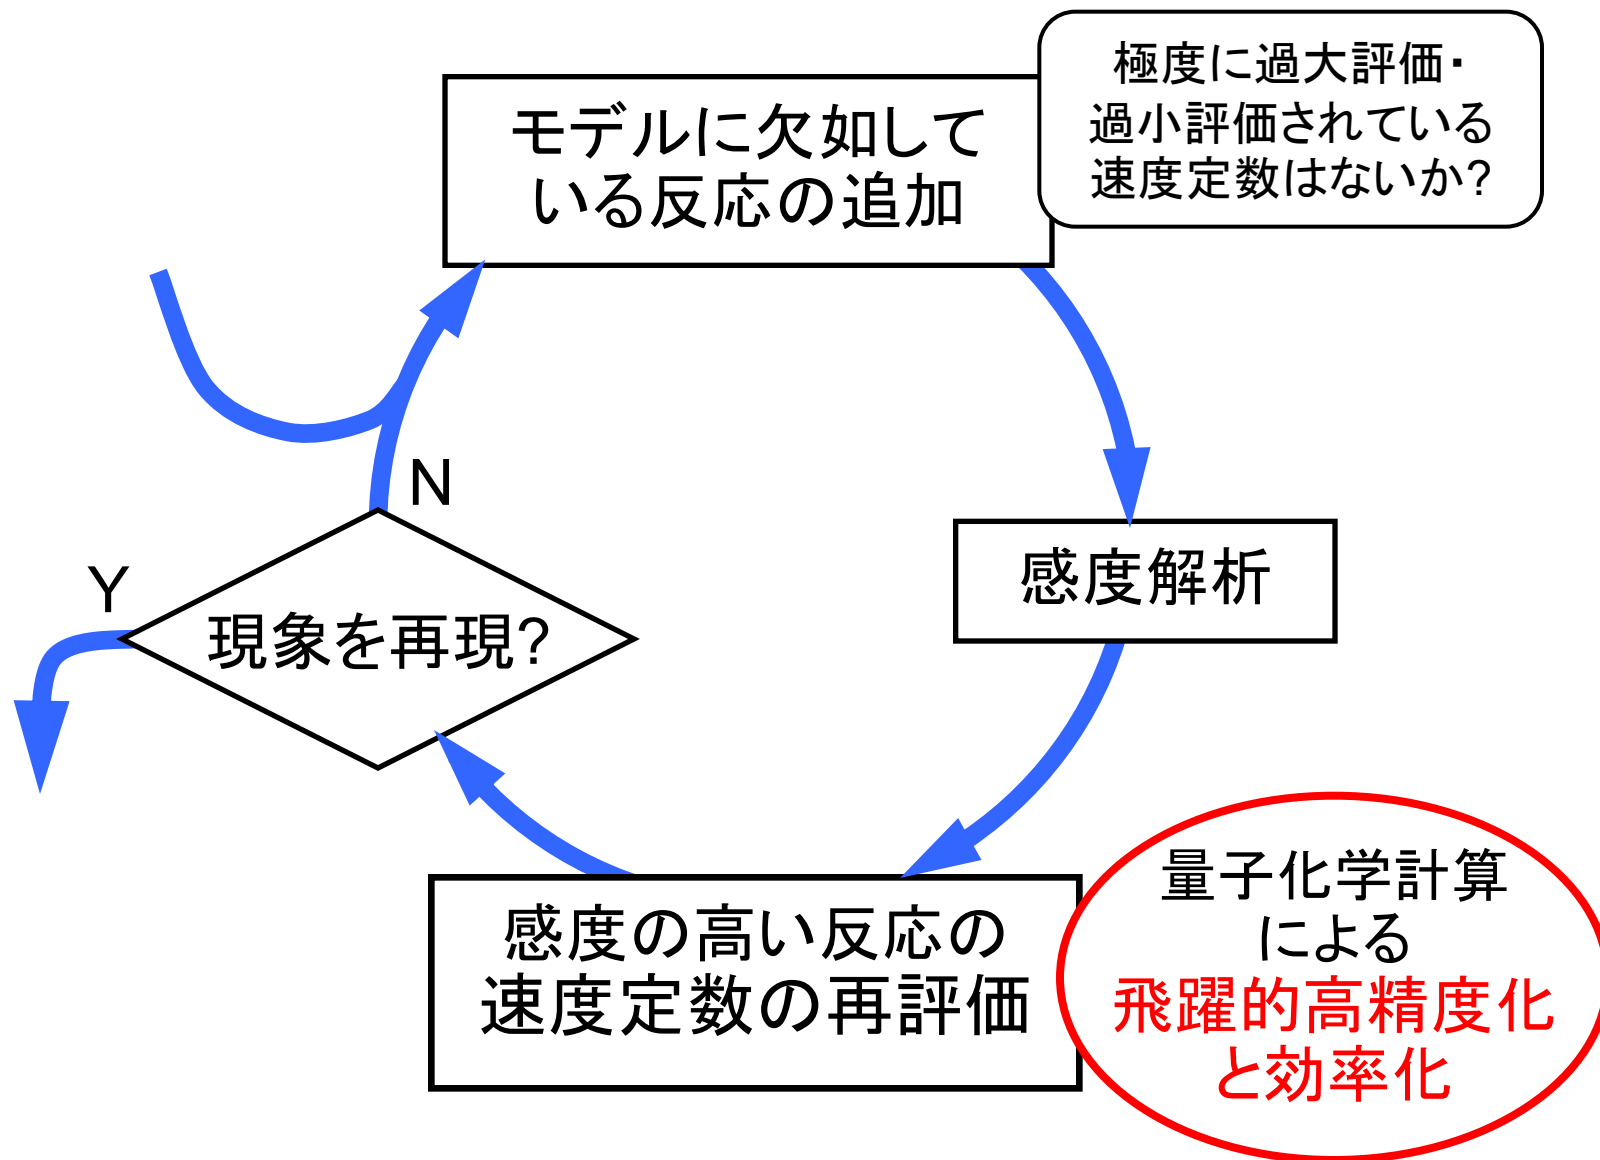 極度に過大評価・
過小評価されている
速度定数はないか?
モデルに欠如して
いる反応の追加
N
Y
現象を再現?
感度解析
感度の高い反応の
速度定数の再評価
量子化学計算
による
飛躍的高精度化
と効率化